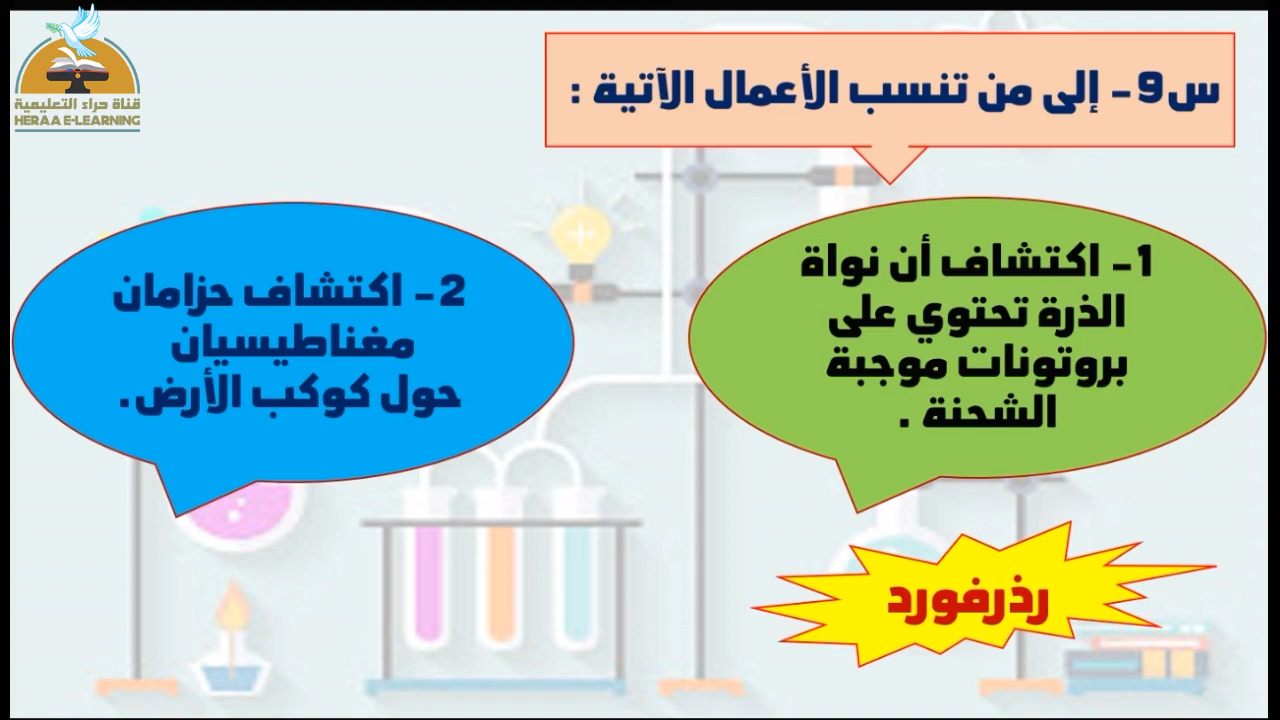 قناة حراء التعليمية
HERAA E-LEARNING
س9- إلى من تنسب الأعمال الآتية :
1- اكتشاف أن نواة
الذرة تحتوي على
بروتونات موجبة
الشحنة .
رذرفورد
2- اكتشاف حزامان
مغناطيسيان
حول كوكب الأرض.